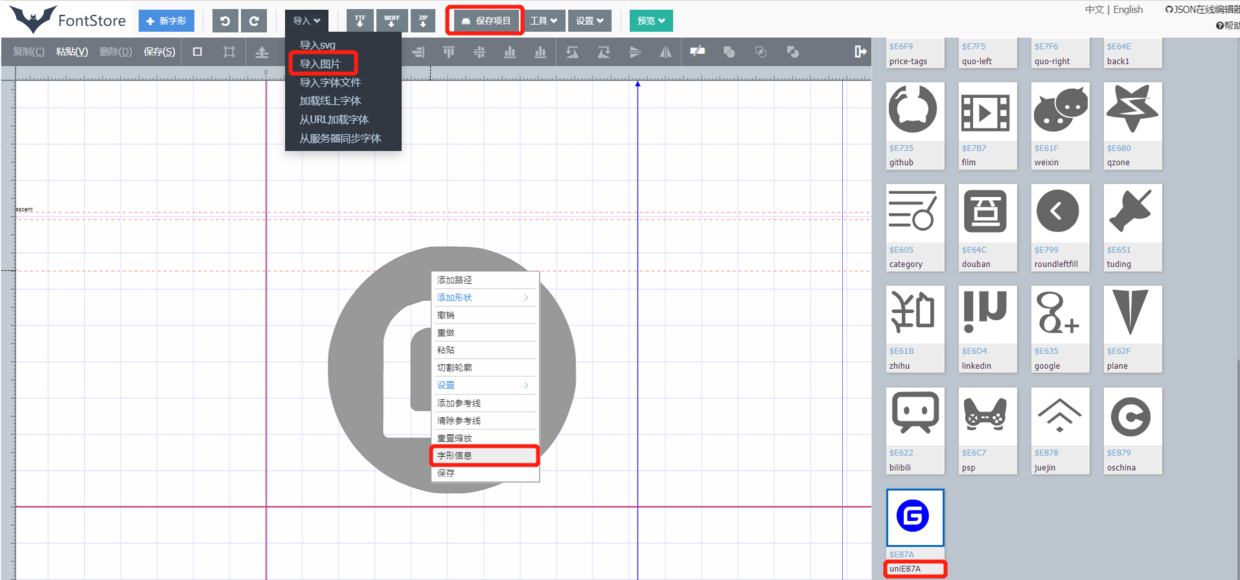 中文 | English
JSON在线编辑器
帮助
FontStore
+ 新字形
导入
TTF
WOFF
ZIP
保存项目
工具
设置
预览
复制(C)
粘贴(V)
删除(D)
保存(S)
导入svg
导入图片
导入字体文件
加载线上字体
从URL加载字体
从服务器同步字体
ascent
添加路径
添加形状
撤销
重做
粘贴
切割轮廓
设置
添加参考线
清除参考线
重置缩放
字形信息
保存
$E6F9
$E7F5
$E7F6
$E64E
price-tags
quo-left
quo-right
back1
$E735
$E7B7
$E61F
$E680
github
film
weixin
qzone
$E605
$E64C
$E799
$E651
category
douban
roundleftfill
tuding
$E61B
$E6D4
$E635
$E62F
zhihu
linkedin
google
plane
$E622
$E6C7
$E878
$E879
bilibili
psp
juejin
oschina
$E87A
uniE87A